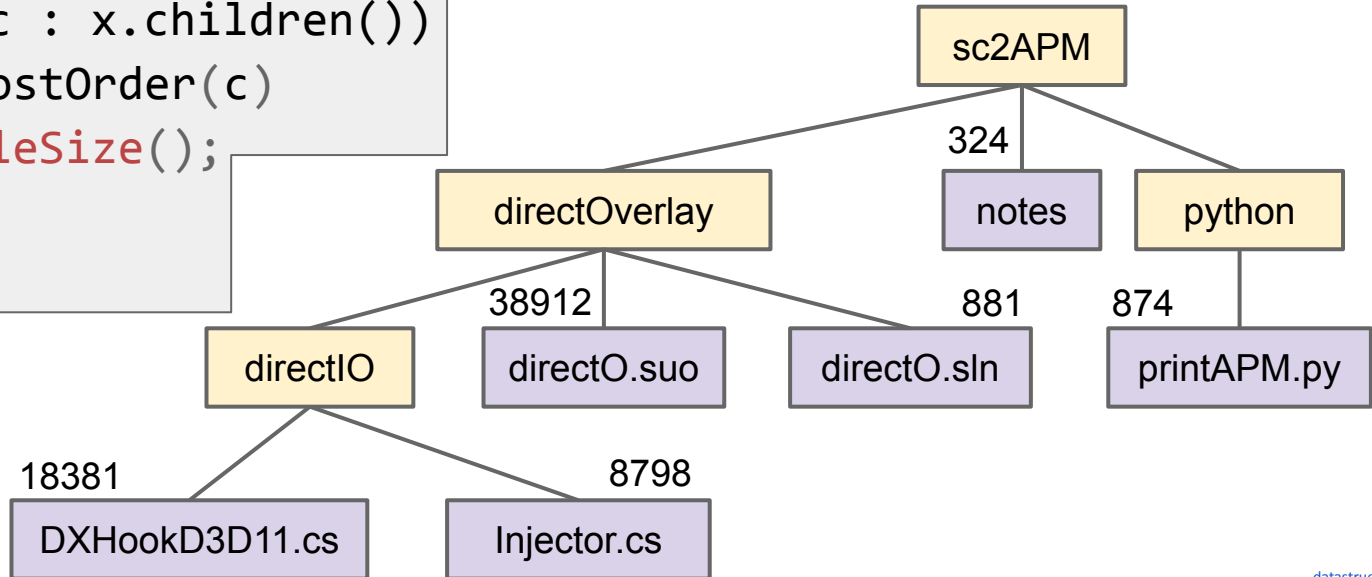 c : x.children())
ostOrder(c)
leSize();
sc2APM
324
directOverlay
notes
python
38912
881
874
directIO
directO.suo
directO.sln
printAPM.py
18381
8798
DXHookD3D11.cs
Injector.cs